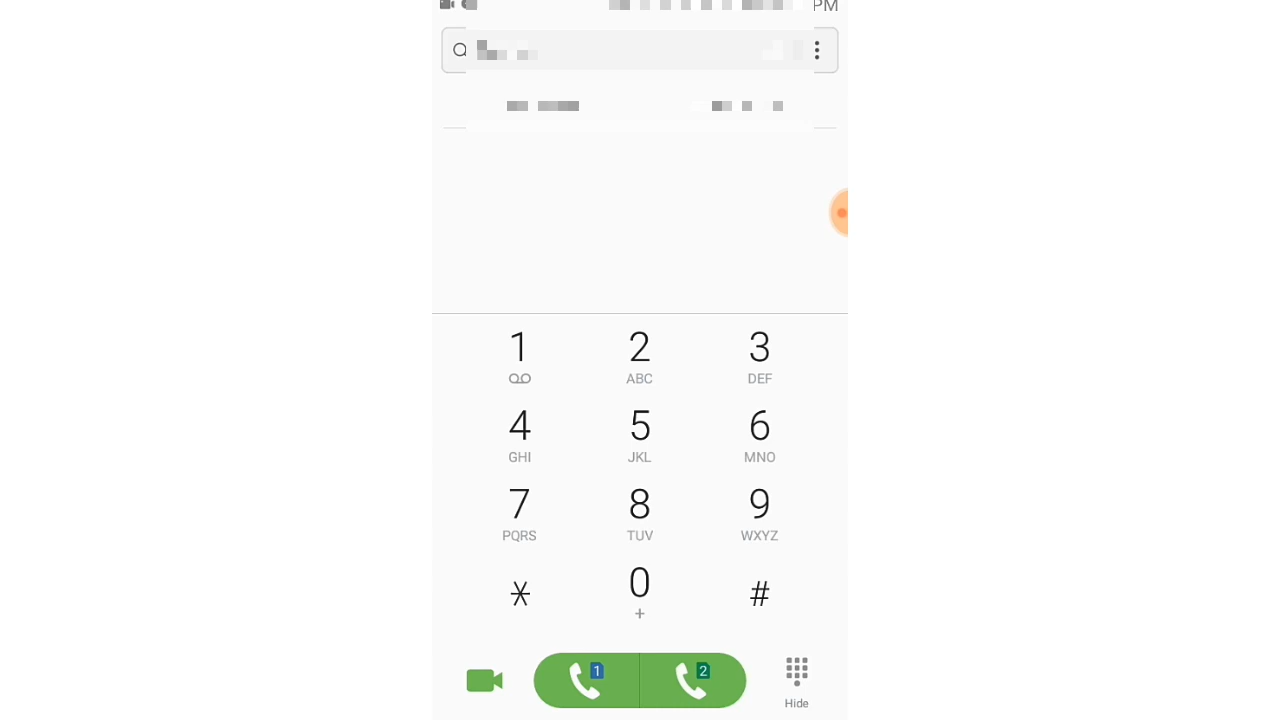 PM
1 2 3
ABC DEF
4 5 6
GHI JKL MNO
7 8 9
PQRS TUV WXYZ
* 0 #
+
1 2
Hide